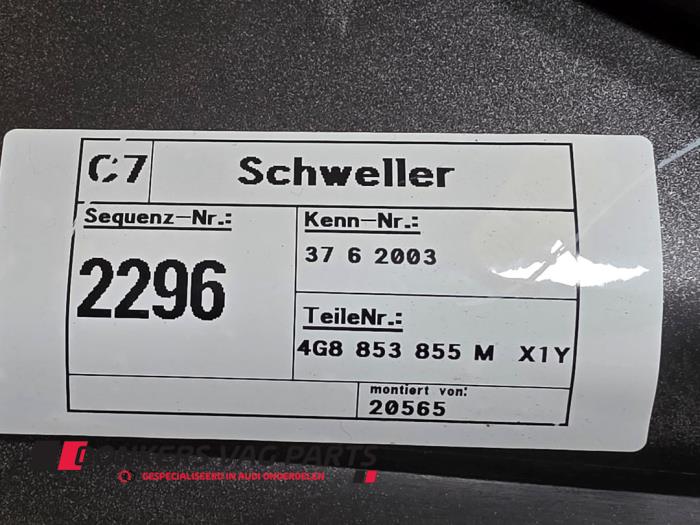 C7 Schweller
Sequenz-Nr.:
2296
Kenn-Nr.:
37 6 2003
TeileNr.:
4G8 853 855 M X1Y
montiert von:
20565
DONKERS VAG PARTS
GESPECIALISEERD IN AUDI ONDERDELEN